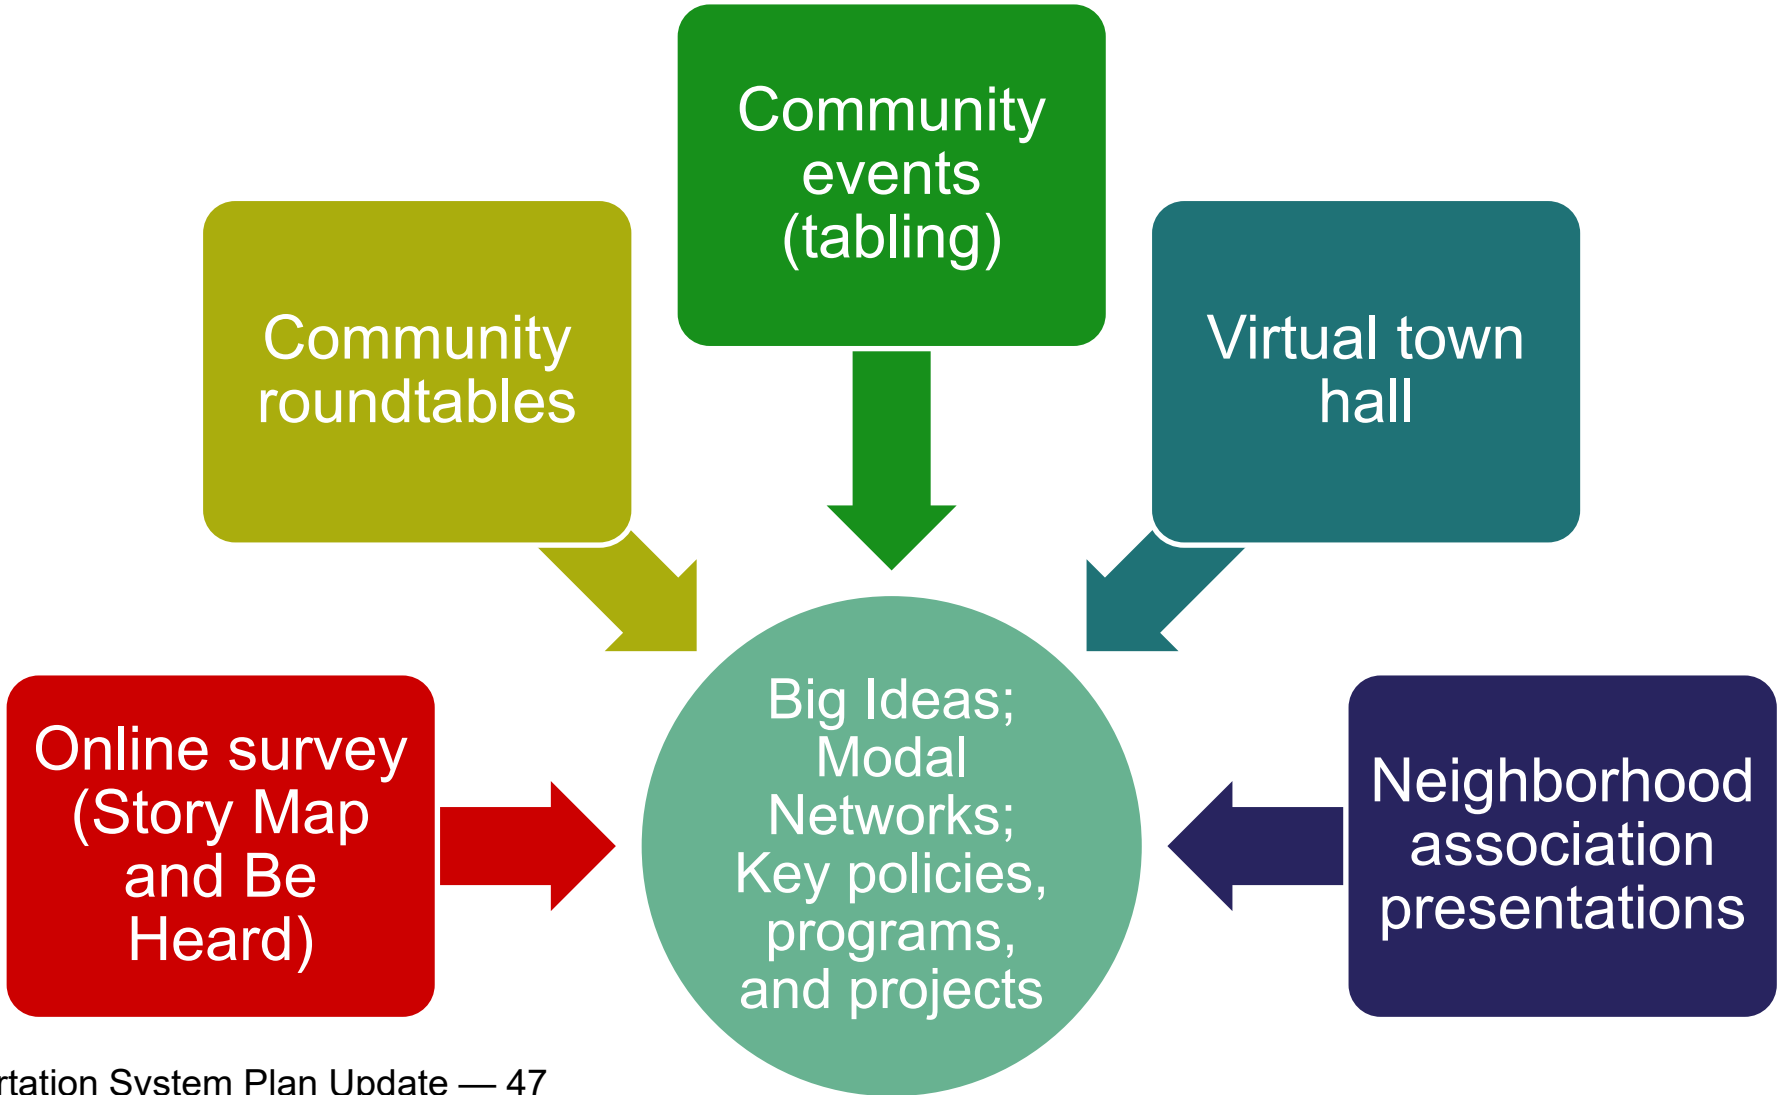 Community
events
(tabling)
Community
roundtables
Virtual town
hall
Online survey
(Story Map
and Be
Heard)
Big Ideas;
Modal
Networks;
Key policies,
programs,
and projects
Neighborhood
association
presentations
rtation System Plan Update — 47